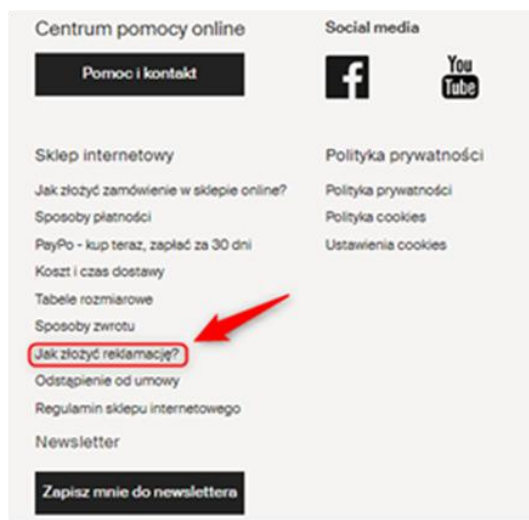 Centrum pomocy online
Pomoc i kontakt
Social media
You
Tube
Sklep internetowy
Jak złożyć zamówienie w sklepie online?
Sposoby płatności
PayPo - kup teraz, zapłać za 30 dni
Koszt i czas dostawy
Tabele rozmiarowe
Sposoby zwrotu
Jak złożyć reklamację?
Odstąpienie od umowy
Regulamin sklepu internetowego
Polityka prywatności
Polityka prywatności
Polityka cookies
Ustawienia cookies
Newsletter
Zapisz mnie do newslettera